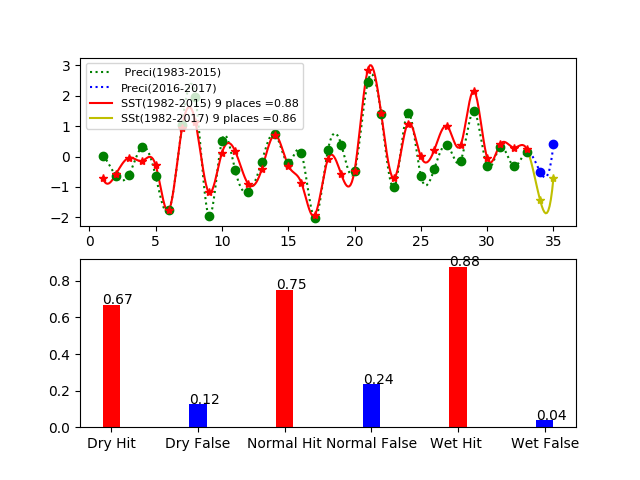 3
2
1
0
−1
−2
Preci(1983-2015)
Preci(2016-2017)
SST(1982-2015) 9 places =0.88
SSt(1982-2017) 9 places =0.86
0 5 10 15 20 25 30 35
0.8
0.6
0.4
0.2
0.0
0.67
0.12
0.75
0.24
0.88
0.04
Dry Hit Dry False Normal Hit Normal False Wet Hit Wet False